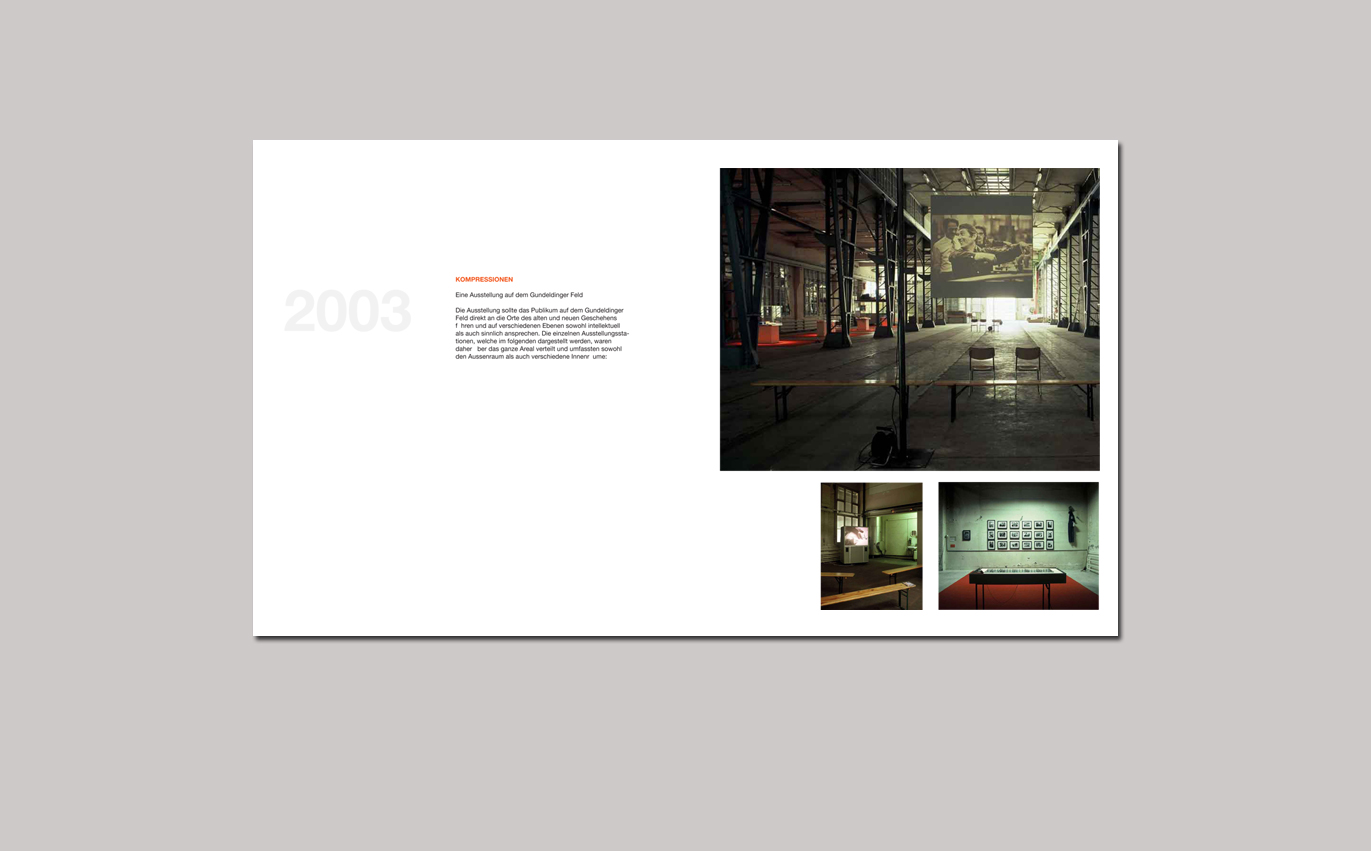 2003
KOMPRESSIONEN
Eine Ausstellung auf dem Gundeldinger Feld
Die Ausstellung sollte das Publikum auf dem Gundeldinger
Feld direkt an die Orte des alten und neuen Geschehens
f hren und auf verschiedenen Ebenen sowohl intellektuell
als auch sinnlich ansprechen. Die einzelnen Ausstellungssta-
tionen, welche im folgenden dargestellt werden, waren
daher ber das ganze Areal verteilt und umfassten sowohl
den Aussenraum als auch verschiedene Innenr ume: